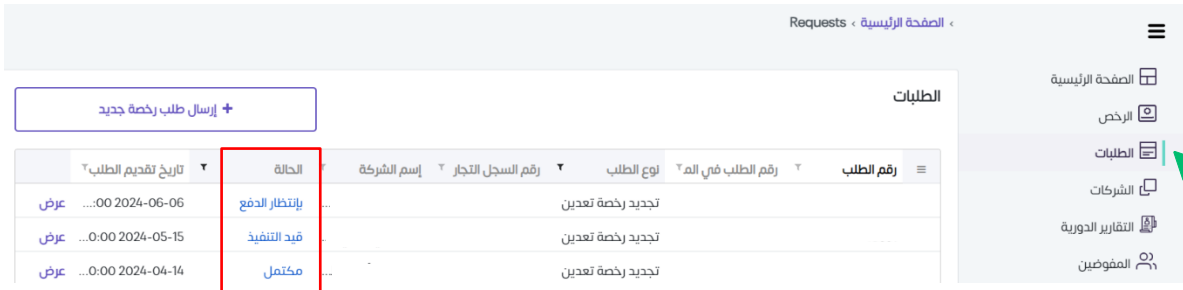 › الصفحة الرئيسية › Requests
الصفحة الرئيسية
الرخص
الطلبات
الشركات
التقارير الدورية
المفوضين
الطلبات
+ إرسال طلب رخصة جديد
رقم الطلب رقم الطلب في المـ نوع الطلب رقم السجل التجار إسم الشركة الحالة تاريخ تقديم الطلب
تجديد رخصة تعدين ... بإنتظار الدفع 2024-06-06 00:... عرض
تجديد رخصة تعدين ... قيد التنفيذ 2024-05-15 0:00... عرض
تجديد رخصة تعدين ... مكتمل 2024-04-14 0:00... عرض